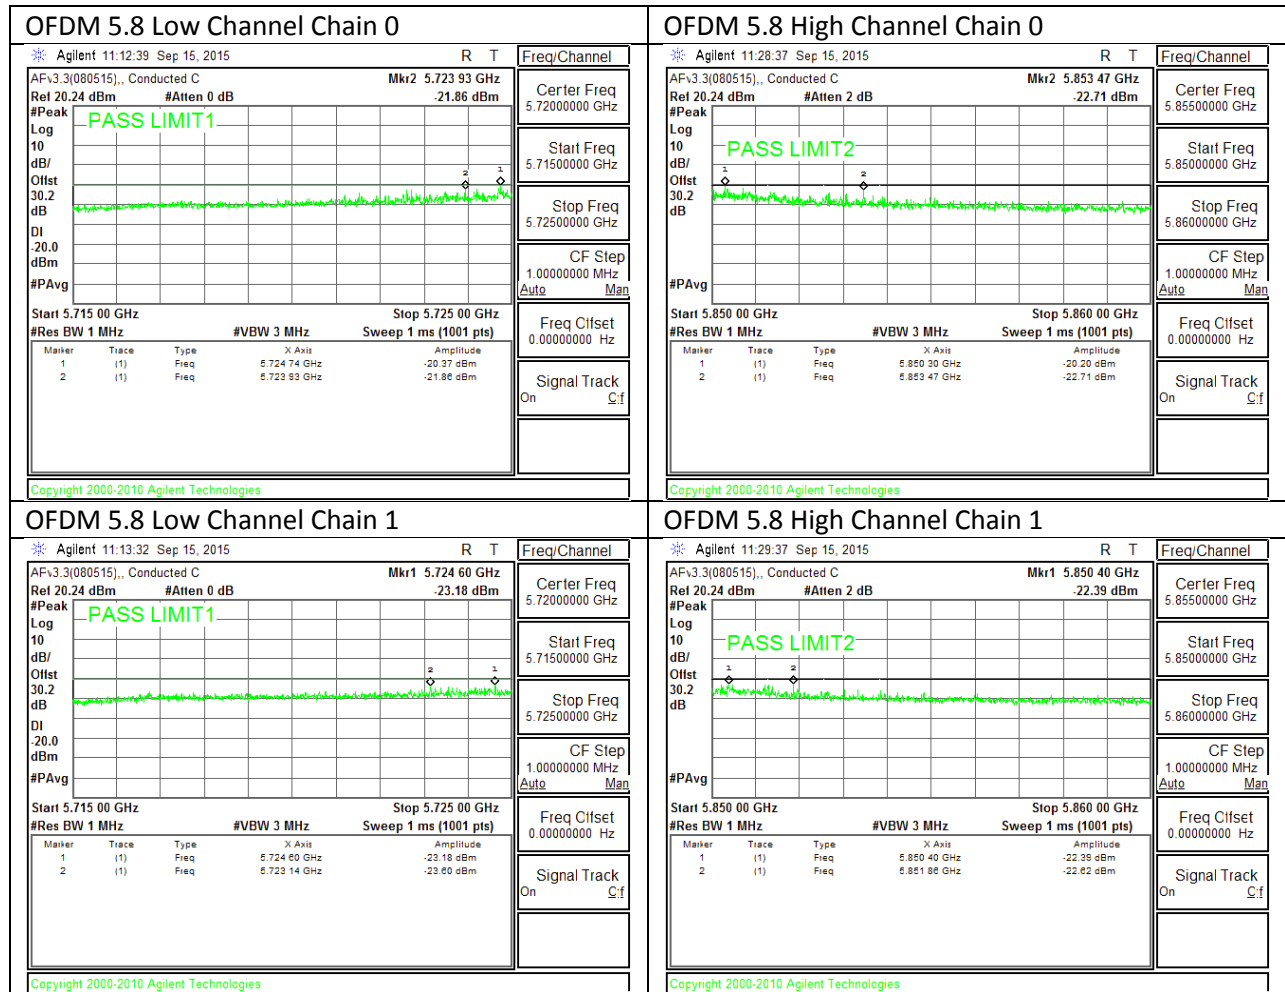 OFDM 5.8 Low Channel Chain 0
Agilent 11:12:39 Sep 15, 2015 R T
AFv3.3(080515),, Conducted C Mkr2 5.723 93 GHz
Ref 20.24 dBm #Atten 0 dB -21.86 dBm
#Peak
Log
10
dB/
Offst
30.2
dB
DI
-20.0
dBm
#PAvg
PASS LIMIT1
2
1
Start 5.715 00 GHz Stop 5.725 00 GHz
#Res BW 1 MHz #VBW 3 MHz Sweep 1 ms (1001 pts)
Marker Trace Type X Axis Amplitude
1 (1) Freq 5.724 74 GHz -20.37 dBm
2 (1) Freq 5.723 93 GHz -21.86 dBm
Freq/Channel
Center Freq
5.72000000 GHz
Start Freq
5.71500000 GHz
Stop Freq
5.72500000 GHz
CF Step
1.00000000 MHz
Auto Man
Freq Offset
0.00000000 Hz
Signal Track
On Off
Copyright 2000-2010 Agilent Technologies
OFDM 5.8 High Channel Chain 0
Agilent 11:28:37 Sep 15, 2015 R T
AFv3.3(080515),, Conducted C Mkr2 5.853 47 GHz
Ref 20.24 dBm #Atten 2 dB -22.71 dBm
#Peak
Log
10
dB/
Offst
30.2
dB
#PAvg
PASS LIMIT2
1
2
Start 5.850 00 GHz Stop 5.860 00 GHz
#Res BW 1 MHz #VBW 3 MHz Sweep 1 ms (1001 pts)
Marker Trace Type X Axis Amplitude
1 (1) Freq 5.850 30 GHz -20.20 dBm
2 (1) Freq 5.853 47 GHz -22.71 dBm
Freq/Channel
Center Freq
5.85500000 GHz
Start Freq
5.85000000 GHz
Stop Freq
5.86000000 GHz
CF Step
1.00000000 MHz
Auto Man
Freq Offset
0.00000000 Hz
Signal Track
On Off
Copyright 2000-2010 Agilent Technologies
OFDM 5.8 Low Channel Chain 1
Agilent 11:13:32 Sep 15, 2015 R T
AFv3.3(080515),, Conducted C Mkr1 5.724 60 GHz
Ref 20.24 dBm #Atten 0 dB -23.18 dBm
#Peak
Log
10
dB/
Offst
30.2
dB
DI
-20.0
dBm
#PAvg
PASS LIMIT1
2
1
Start 5.715 00 GHz Stop 5.725 00 GHz
#Res BW 1 MHz #VBW 3 MHz Sweep 1 ms (1001 pts)
Marker Trace Type X Axis Amplitude
1 (1) Freq 5.724 60 GHz -23.18 dBm
2 (1) Freq 5.723 14 GHz -23.60 dBm
Freq/Channel
Center Freq
5.72000000 GHz
Start Freq
5.71500000 GHz
Stop Freq
5.72500000 GHz
CF Step
1.00000000 MHz
Auto Man
Freq Offset
0.00000000 Hz
Signal Track
On Off
Copyright 2000-2010 Agilent Technologies
OFDM 5.8 High Channel Chain 1
Agilent 11:29:37 Sep 15, 2015 R T
AFv3.3(080515),, Conducted C Mkr1 5.850 40 GHz
Ref 20.24 dBm #Atten 2 dB -22.39 dBm
#Peak
Log
10
dB/
Offst
30.2
dB
#PAvg
PASS LIMIT2
1
2
Start 5.850 00 GHz Stop 5.860 00 GHz
#Res BW 1 MHz #VBW 3 MHz Sweep 1 ms (1001 pts)
Marker Trace Type X Axis Amplitude
1 (1) Freq 5.850 40 GHz -22.39 dBm
2 (1) Freq 5.851 86 GHz -22.62 dBm
Freq/Channel
Center Freq
5.85500000 GHz
Start Freq
5.85000000 GHz
Stop Freq
5.86000000 GHz
CF Step
1.00000000 MHz
Auto Man
Freq Offset
0.00000000 Hz
Signal Track
On Off
Copyright 2000-2010 Agilent Technologies